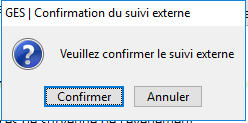 GES | Confirmation du suivi externe
Veuillez confirmer le suivi externe
Confirmer
Annuler